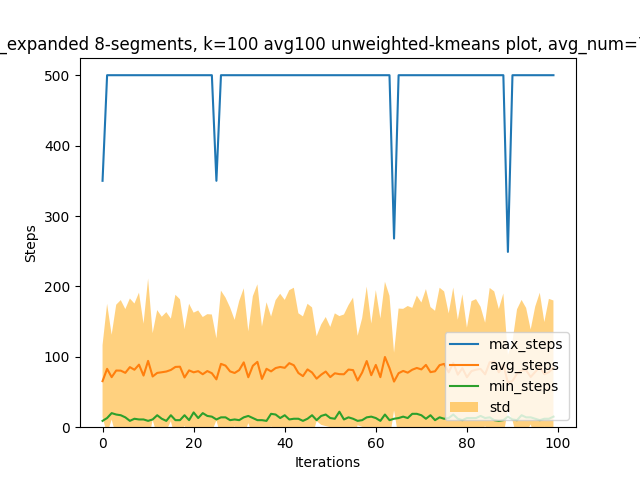 _expanded 8-segments, k=100 avg100 unweighted-kmeans plot, avg_num=
500
400
300
200
100
0
Steps
0 20 40 60 80 100
Iterations
max_steps
avg_steps
min_steps
std